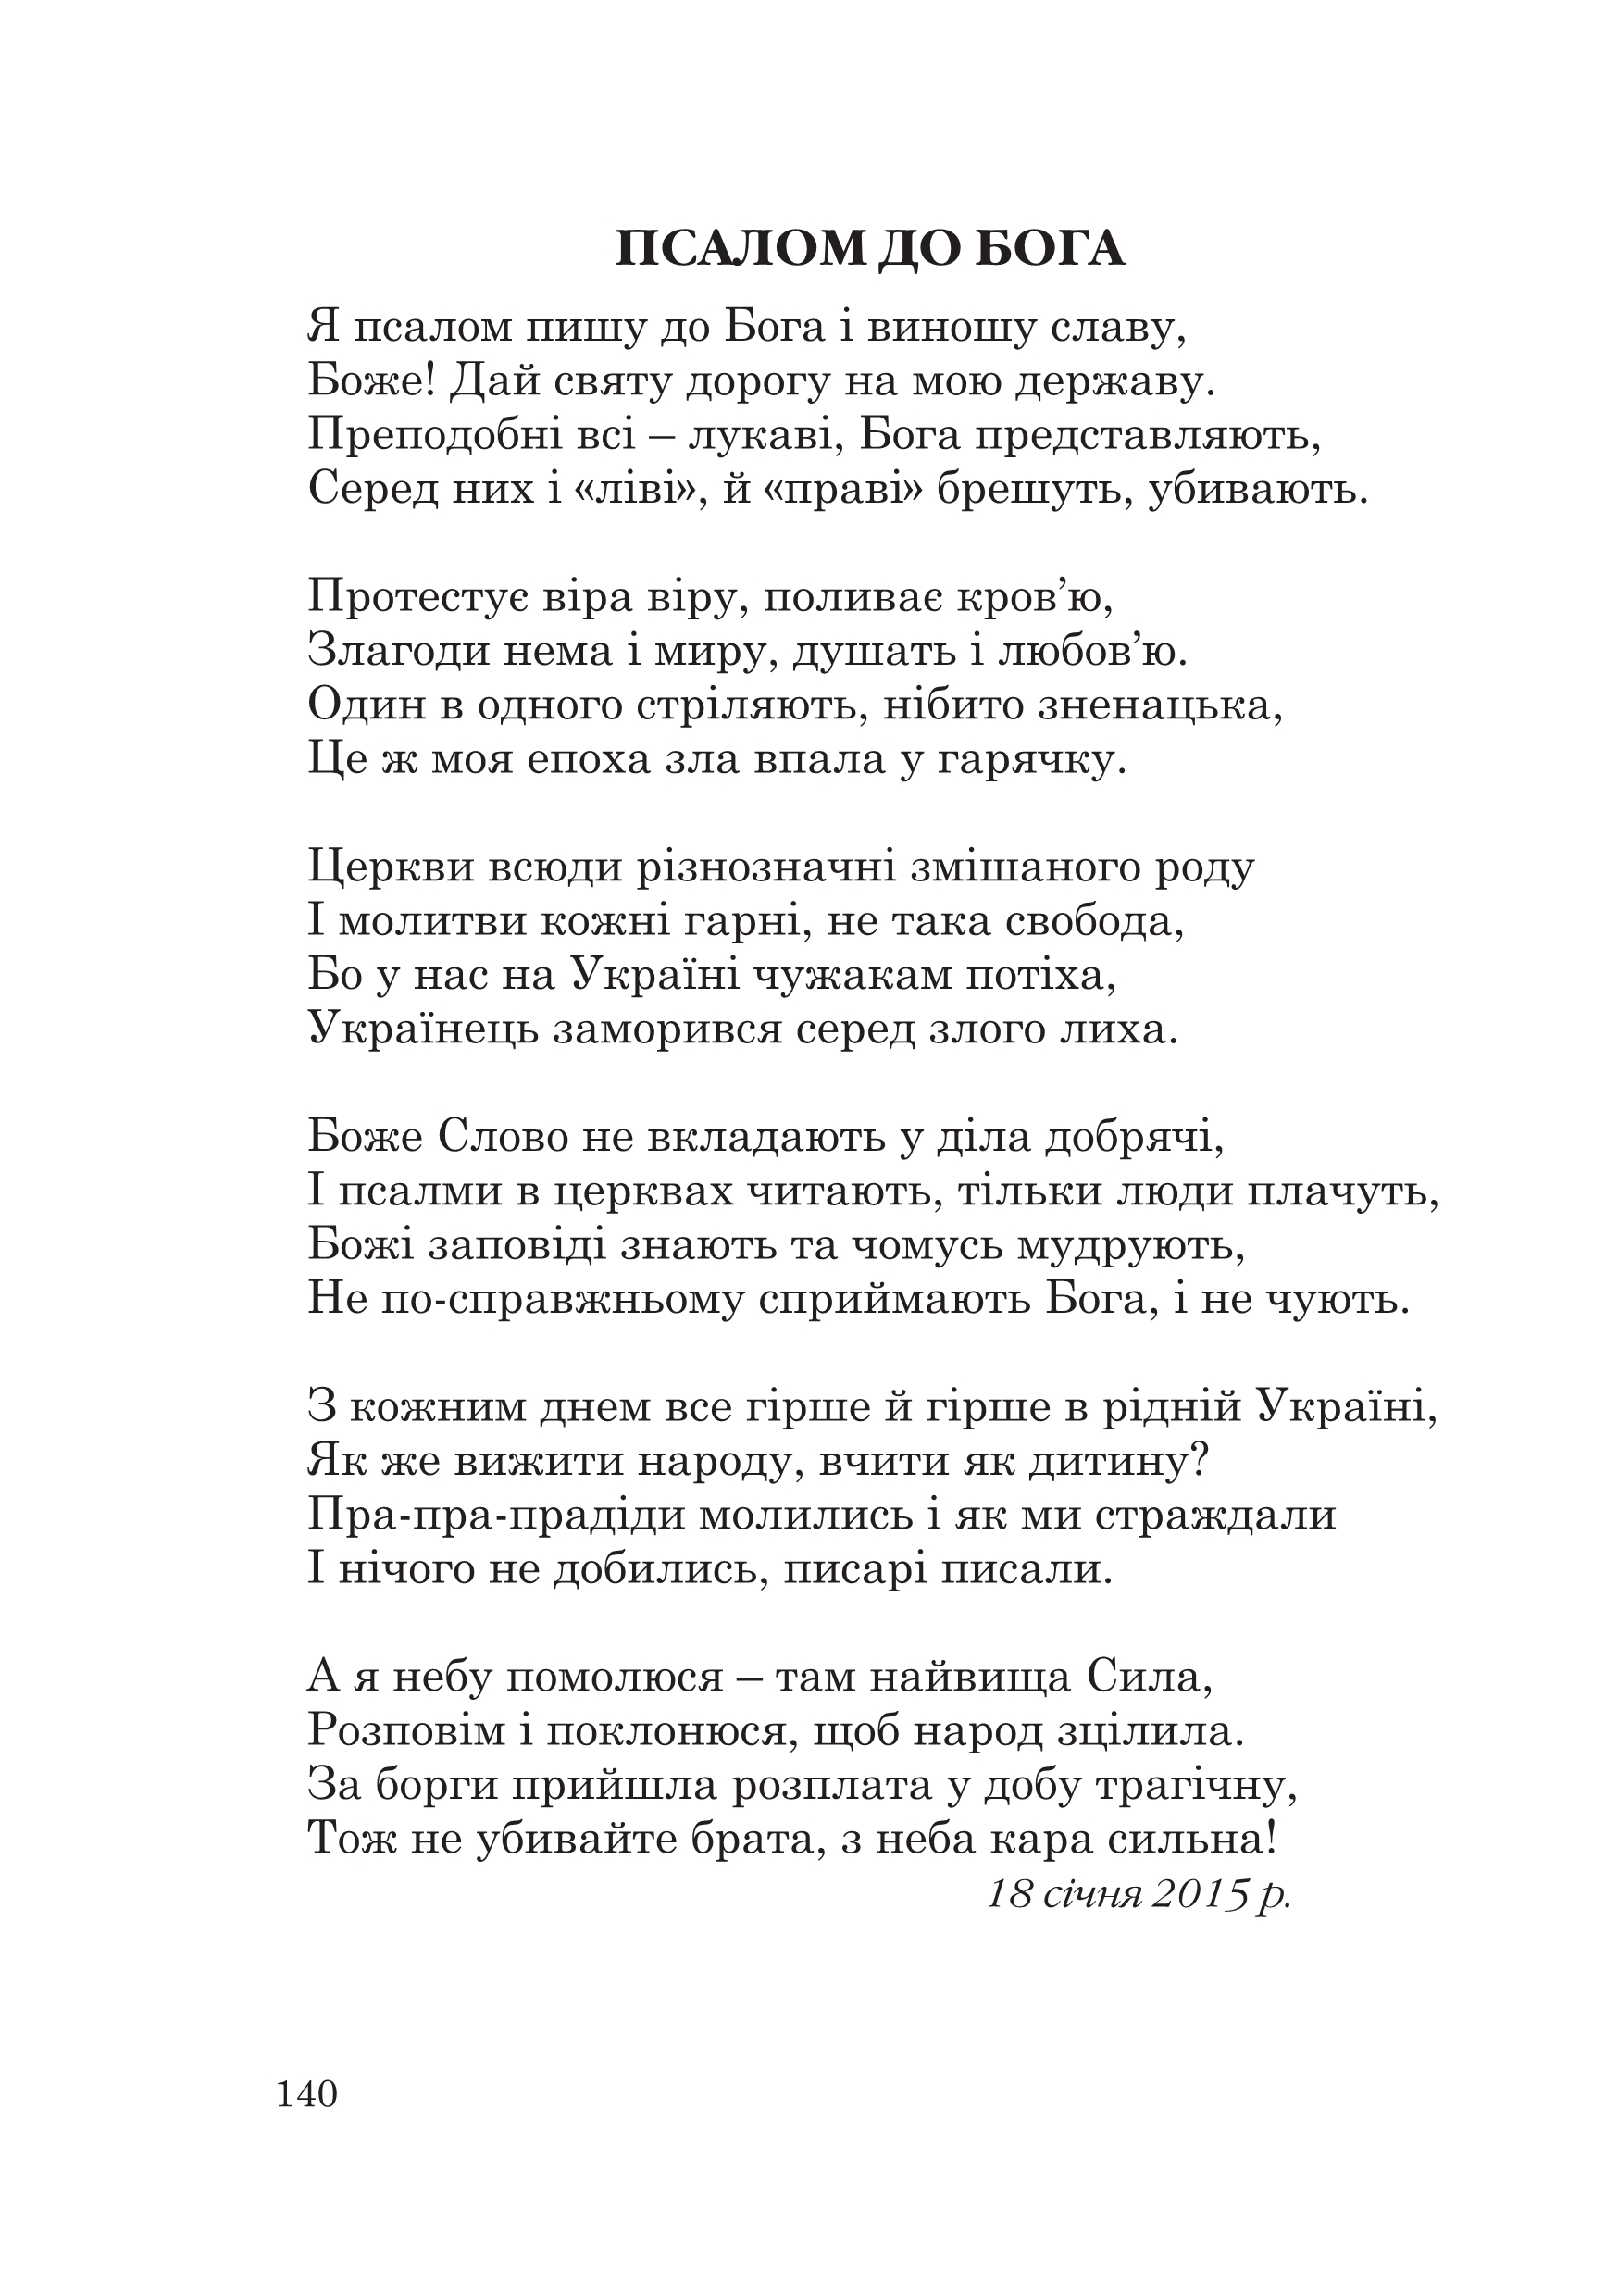 ПСАЛОМ ДО БОГА
Я псалом пишу до Бога і виношу славу,
Боже! Дай святу дорогу на мою державу.
Преподобні всі – лукаві, Бога представляють,
Серед них і «ліві», й «праві» брешуть, убивають.
Протестує віра віру, поливає кров’ю,
Злагоди нема і миру, душать і любов’ю.
Один в одного стріляють, нібито зненацька,
Це ж моя епоха зла впала у гарячку.
Церкви всюди різнозначні змішаного роду
І молитви кожні гарні, не така свобода,
Бо у нас на Україні чужакам потіха,
Українець заморився серед злого лиха.
Боже Слово не вкладають у діла добрячі,
І псалми в церквах читають, тільки люди плачуть,
Божі заповіді знають та чомусь мудрують,
Не по-справжньому сприймають Бога, і не чують.
З кожним днем все гірше й гірше в рідній Україні,
Як же вижити народу, вчити як дитину?
Пра-пра-прадіди молились і як ми страждали
І нічого не добились, писарі писали.
А я небу помолюся – там найвища Сила,
Розповім і поклонюся, щоб народ зцілила.
За борги прийшла розплата у добу трагічну,
Тож не убивайте брата, з неба кара сильна!
18 січня 2015 р.
140